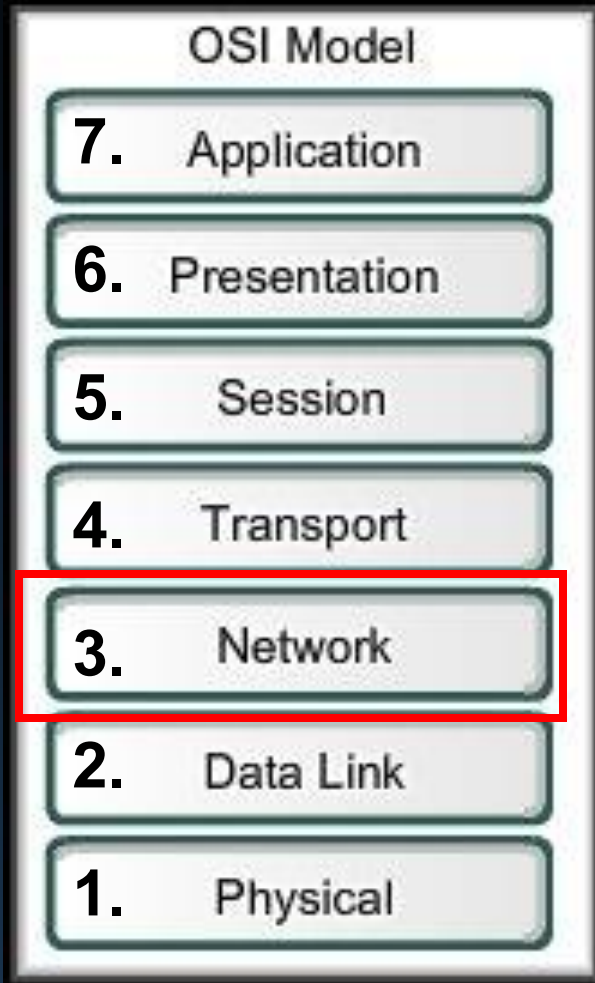 OSI Model
7. Application
6. Presentation
5. Session
4. Transport
3. Network
2. Data Link
1. Physical